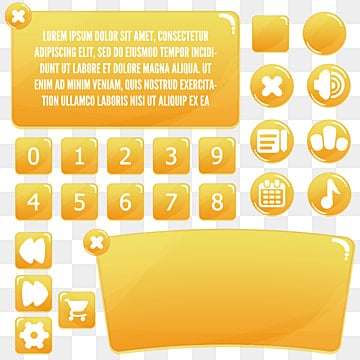 LOREM IPSUM DOLOR SIT AMET, CONSECTETUR
ADIPISCING ELIT, SED DO EIUSMOD TEMPOR INCIDI-
DUNT UT LABORE ET DOLORE MAGNA ALIQUA. UT
ENIM AD MINIM VENIAM, QUIS NOSTRUD EXERCITA-
TION ULLAMCO LABORIS NISI UT ALIQUIP EX EA
0 1 2 3 9
4 5 6 7 8